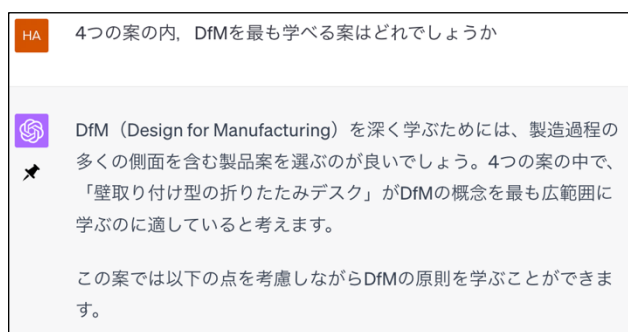 HA
4つの案の内，DfMを最も学べる案はどれでしょうか
DfM（Design for Manufacturing）を深く学ぶためには、製造過程の
多くの側面を含む製品案を選ぶのが良いでしょう。4つの案の中で、
「壁取り付け型の折りたたみデスク」がDfMの概念を最も広範囲に
学ぶのに適していると考えます。
この案では以下の点を考慮しながらDfMの原則を学ぶことができま
す。